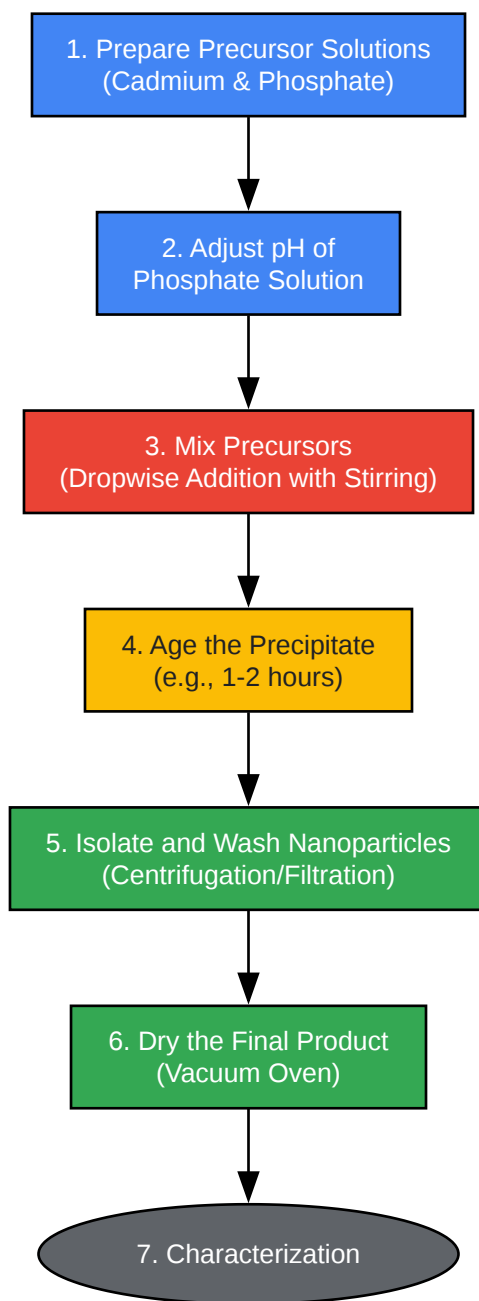 1. Prepare Precursor Solutions
(Cadmium & Phosphate)
2. Adjust pH of
Phosphate Solution
3. Mix Precursors
(Dropwise Addition with Stirring)
4. Age the Precipitate
(e.g., 1-2 hours)
5. Isolate and Wash Nanoparticles
(Centrifugation/Filtration)
6. Dry the Final Product
(Vacuum Oven)
7. Characterization